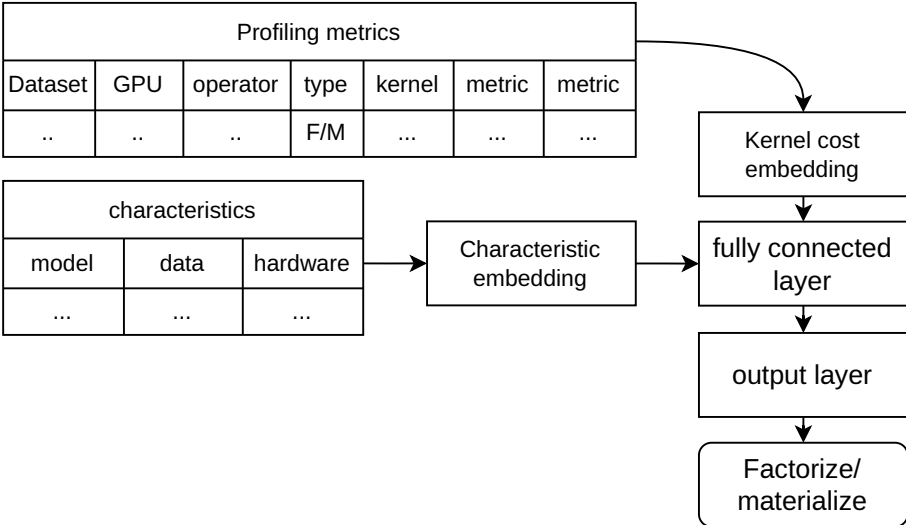 Profiling metrics
Dataset GPU operator type kernel metric metric
.. .. .. F/M ... ... ...
Kernel cost
embedding
characteristics
model data hardware
... ... ...
Characteristic
embedding
fully connected
layer
output layer
Factorize/
materialize